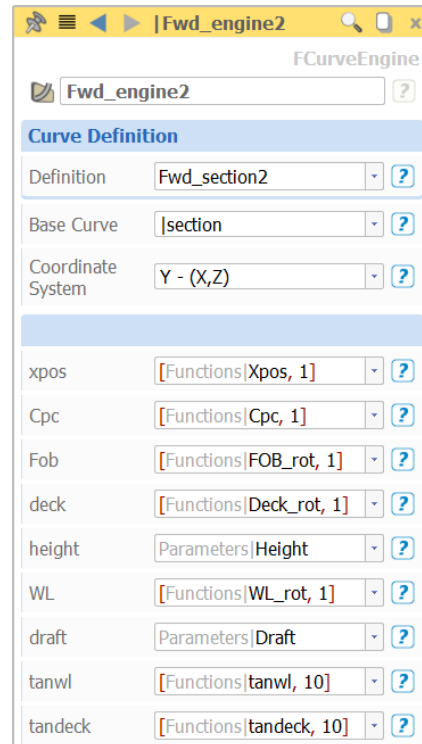 |Fwd_engine2
FCurveEngine
Fwd_engine2 ?
Curve Definition
Definition Fwd_section2 ?
Base Curve |section ?
Coordinate
System Y - (X,Z) ?
xpos [Functions|Xpos, 1] ?
Cpc [Functions|Cpc, 1] ?
Fob [Functions|FOB_rot, 1] ?
deck [Functions|Deck_rot, 1] ?
height Parameters|Height ?
WL [Functions|WL_rot, 1] ?
draft Parameters|Draft ?
tanwl [Functions|tanwl, 10] ?
tandeck [Functions|tandeck, 10] ?